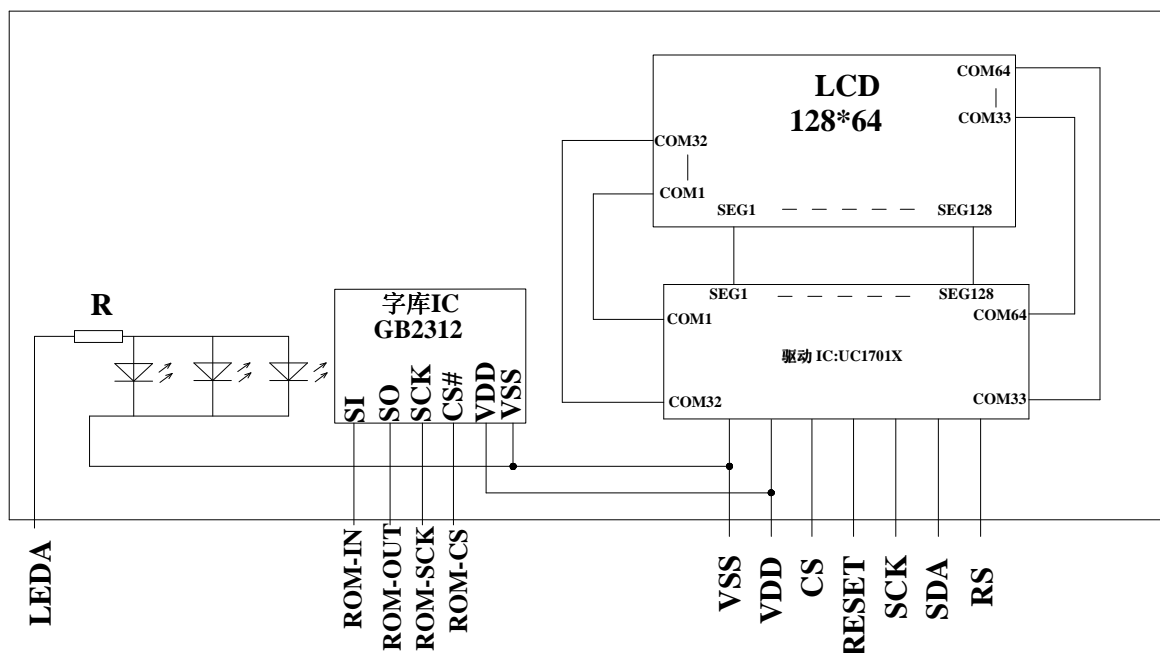 LCD
128*64
COM64
COM33
COM32
COM1
SEG1 — — — — — SEG128
SEG1 — — — — — SEG128
COM1
COM64
驱动 IC:UC1701X
COM32
COM33
R
字库IC
GB2312
SI
SO
SCK
CS#
VDD
VSS
LEDA
ROM-IN
ROM-OUT
ROM-SCK
ROM-CS
VSS
VDD
CS
RESET
SCK
SDA
RS